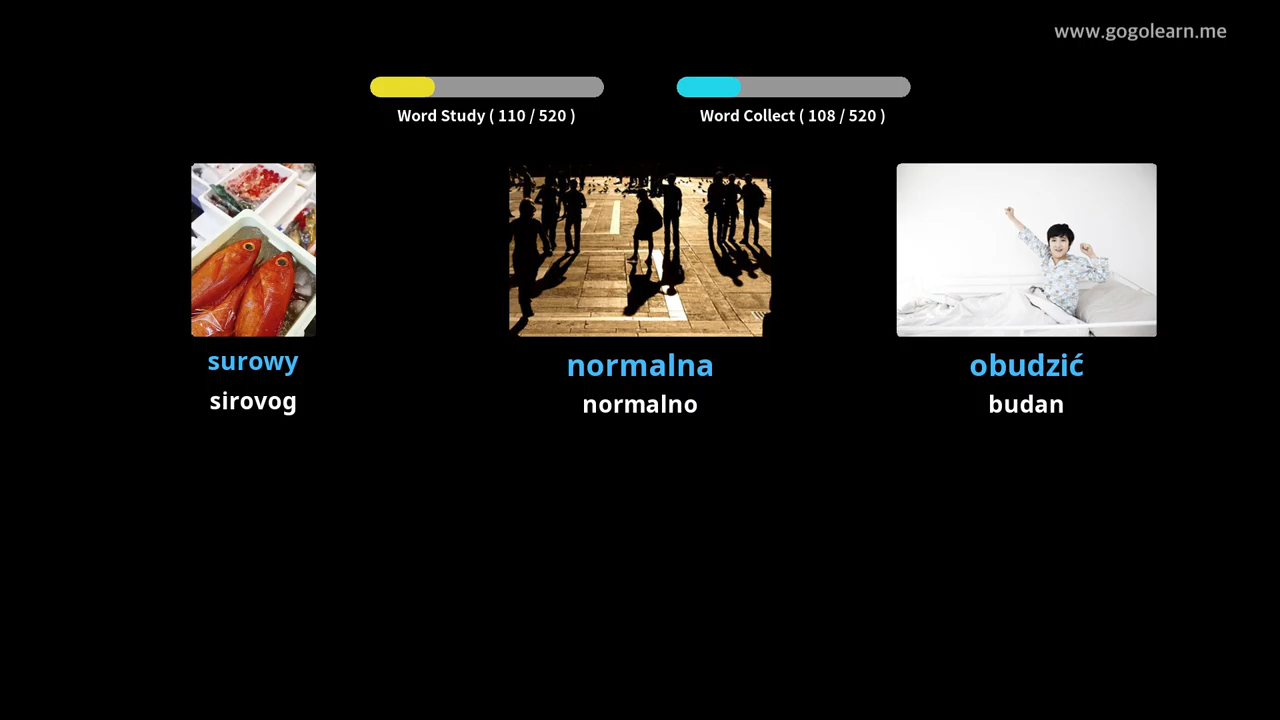 www.gogolearn.me
Word Study ( 110 / 520 )
Word Collect ( 108 / 520 )
surowy
sirovog
normalna
normalno
obudzić
budan